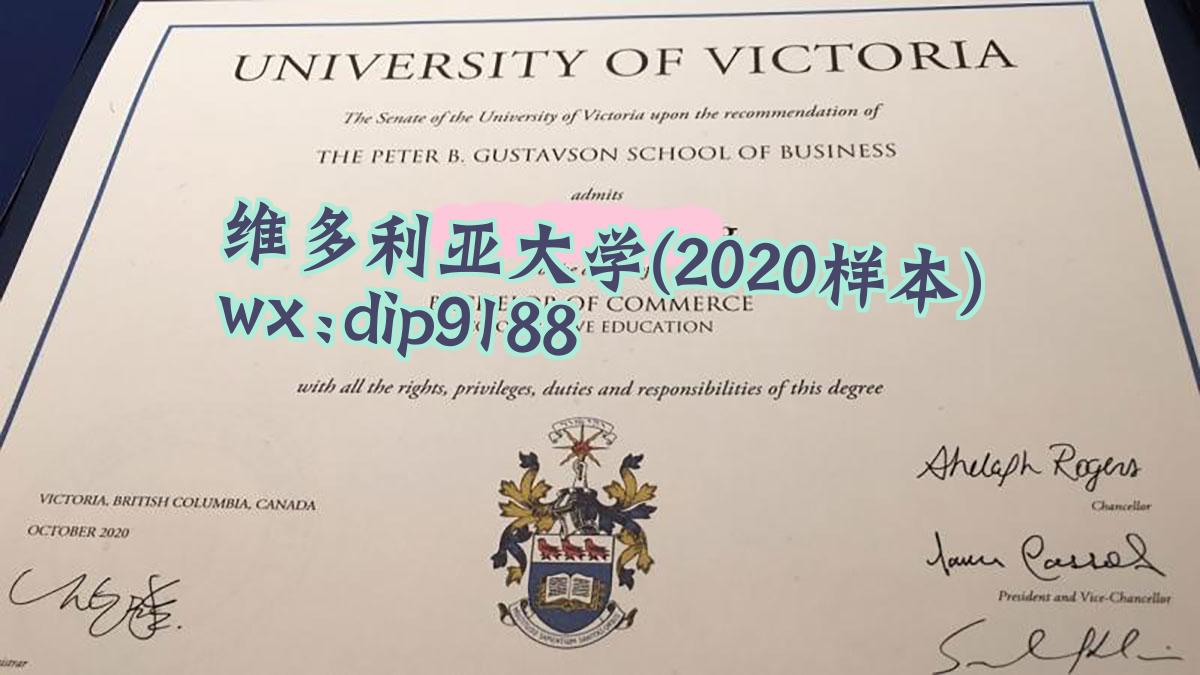 UNIVERSITY OF VICTORIA
The Senate of the University of Victoria upon the recommendation of
THE PETER B. GUSTAVSON SCHOOL OF BUSINESS
admits
维多利亚大学(2020样本)
OF COMMERCE
wx:dip9188
EDUCATION
with all the rights, privileges, duties and responsibilities of this degree
VICTORIA, BRITISH COLUMBIA, CANADA
OCTOBER 2020
Shelagh Rogers
Chancellor
President and Vice-Chancellor